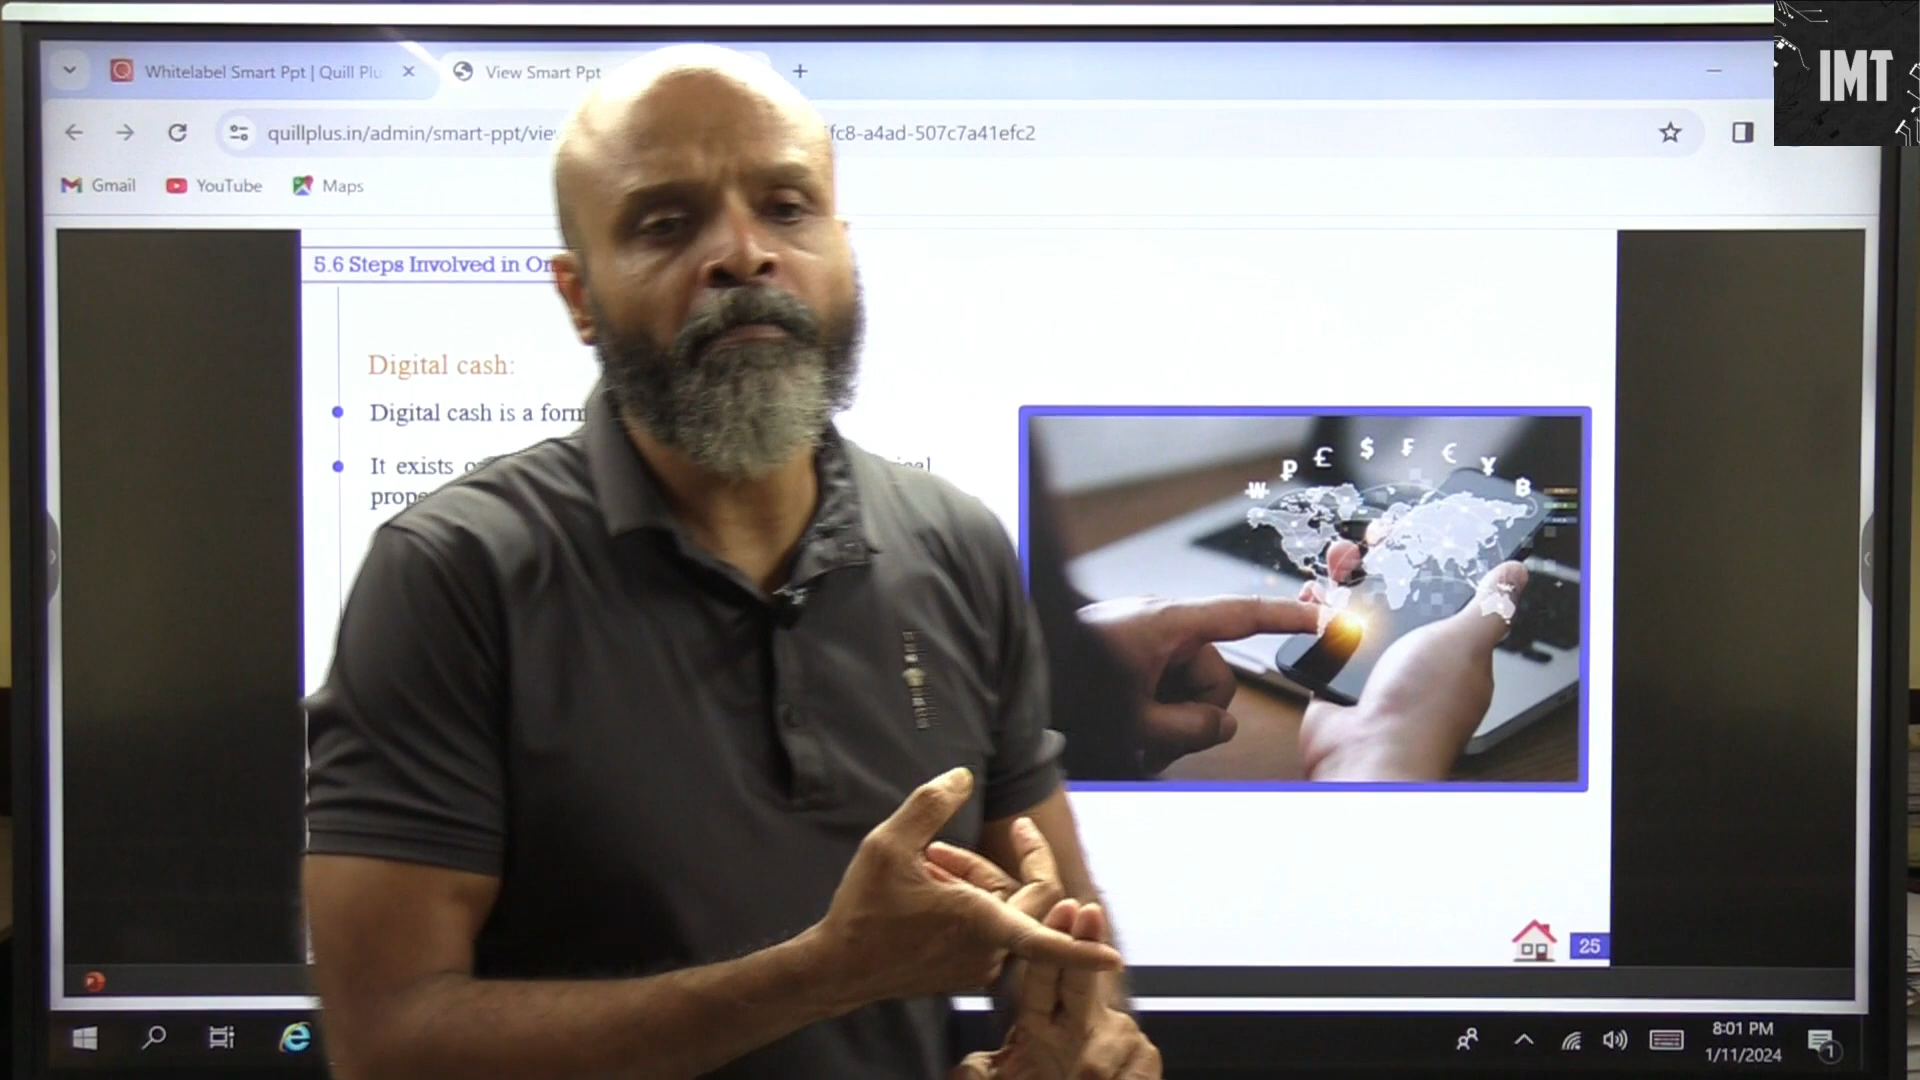 Whitelabel Smart Ppt | Quill Plu
View Smart Ppt
IMT
quillplus.in/admin/smart-ppt/vie
fc8-a4ad-507c7a41efc2
Gmail
YouTube
Maps
5.6 Steps Involved in On
Digital cash:
Digital cash is a form
It exists
prope
₩ ₽ £ $ ₣ € ¥ B
25
8:01 PM
1/11/2024
1